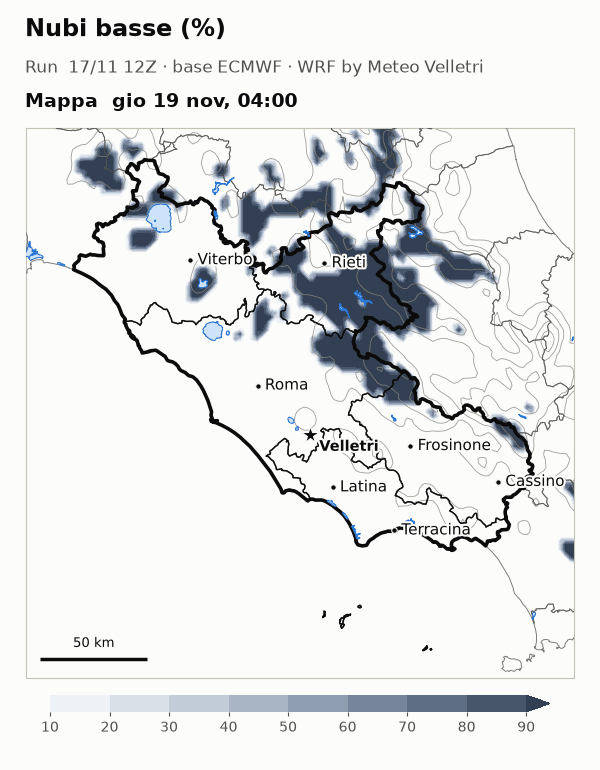 Nubi basse (%)
Run 17/11 12Z · base ECMWF · WRF by Meteo Velletri
Mappa gio 19 nov, 04:00
Viterbo
Rieti
Roma
Velletri
Frosinone
Latina
Cassino
Terracina
50 km
10 20 30 40 50 60 70 80 90